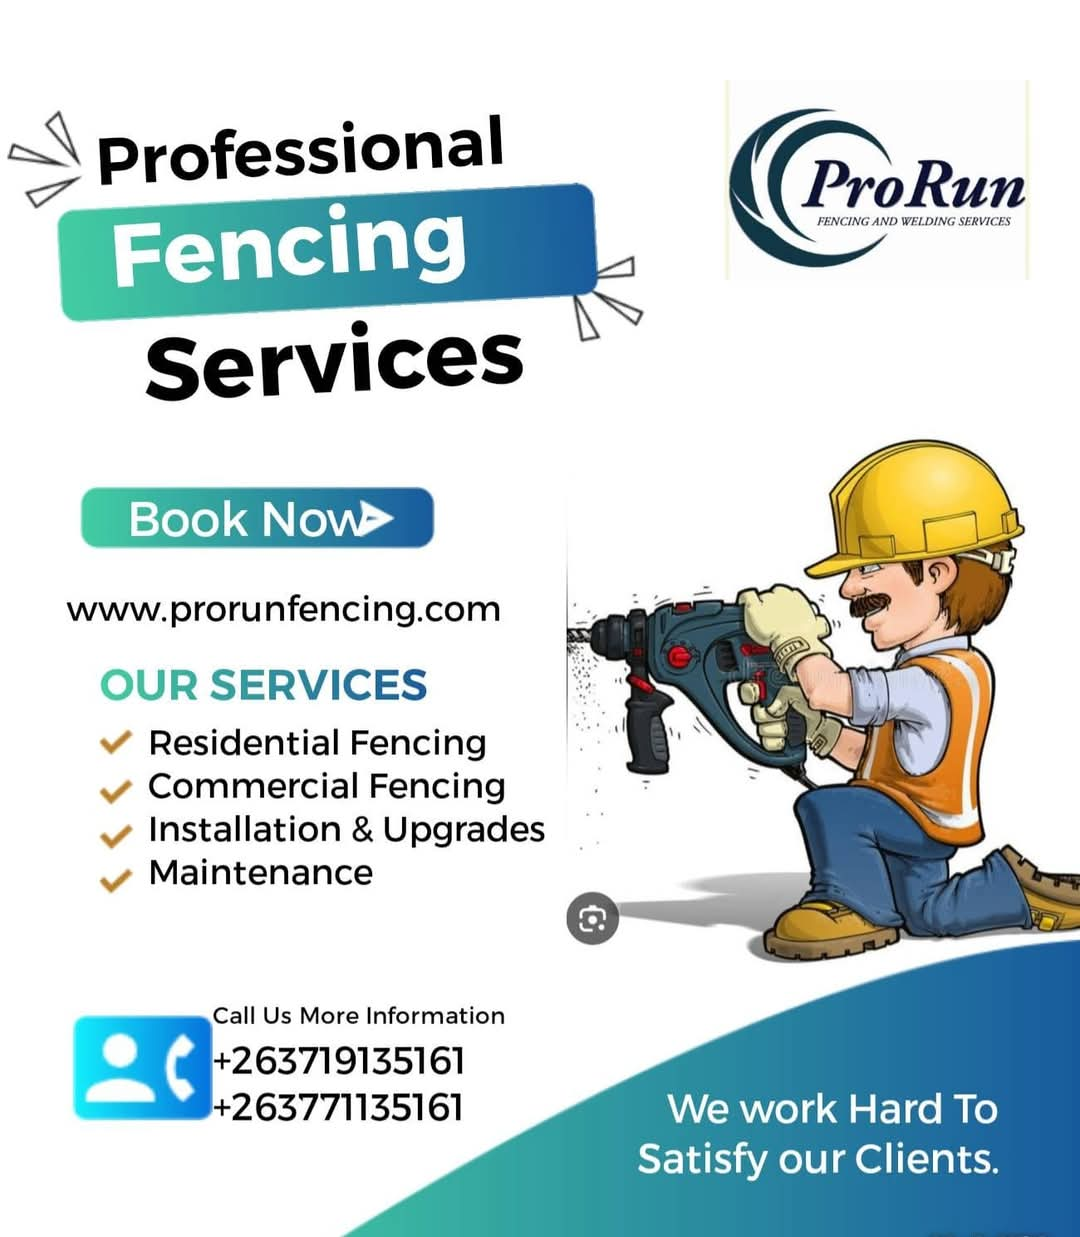 Professional
Fencing
Services
ProRun
FENCING AND WELDING SERVICES
Book Now
www.prorunfencing.com
OUR SERVICES
Residential Fencing
Commercial Fencing
Installation & Upgrades
Maintenance
Call Us More Information
+263719135161
+263771135161
We work Hard To
Satisfy our Clients.